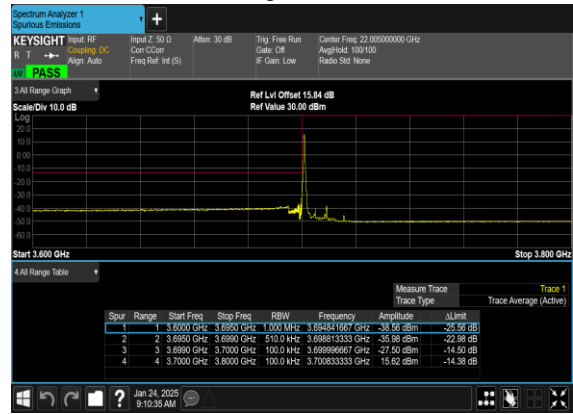 Spectrum Analyzer 1
Spurious Emissions
KEYSIGHT Input: RF Input Z: 50 Ω Atten: 30 dB Trig: Free Run Center Freq: 22.005000000 GHz
R T Coupling: DC Corr CCorr Gate: Off Avg|Hold: 100/100
Align: Auto Freq Ref: Int (S) IF Gain: Low Radio Std: None
PASS
3 All Range Graph
Ref Lvl Offset 15.84 dB
Scale/Div 10.0 dB Ref Value 30.00 dBm
Log
20.0
10.0
0.00
-10.0
-20.0
-30.0
-40.0
-50.0
-60.0
Start 3.600 GHz Stop 3.800 GHz
4 All Range Table
Measure Trace Trace 1
Trace Type Trace Average (Active)
Spur Range Start Freq Stop Freq RBW Frequency Amplitude ΔLimit
1 1 3.6000 GHz 3.6950 GHz 1.000 MHz 3.694841667 GHz -38.56 dBm -25.56 dB
2 2 3.6950 GHz 3.6990 GHz 510.0 kHz 3.698813333 GHz -35.98 dBm -22.98 dB
3 3 3.6990 GHz 3.7000 GHz 100.0 kHz 3.699996667 GHz -27.50 dBm -14.50 dB
4 4 3.7000 GHz 3.8000 GHz 100.0 kHz 3.700833333 GHz 15.62 dBm -14.38 dB
? Jan 24, 2025
9:10:35 AM